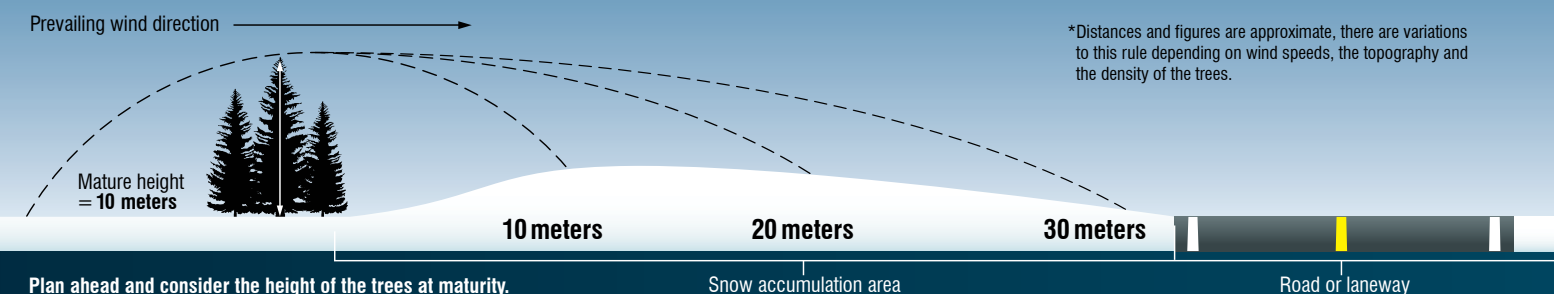 Prevailing wind direction
*Distances and figures are approximate, there are variations
to this rule depending on wind speeds, the topography and
the density of the trees.
Mature height
= 10 meters
10 meters
20 meters
30 meters
Plan ahead and consider the height of the trees at maturity.
Snow accumulation area
Road or laneway